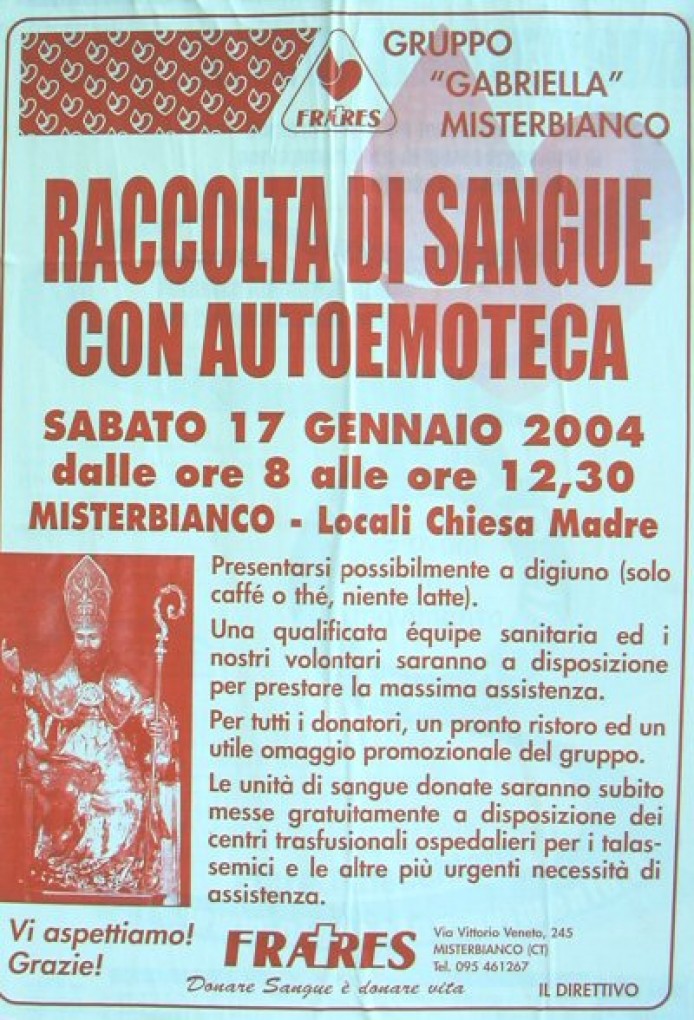 FRATRES
GRUPPO
"GABRIELLA"
MISTERBIANCO
RACCOLTA DI SANGUE
CON AUTOEMOTECA
SABATO 17 GENNAIO 2004
dalle ore 8 alle ore 12,30
MISTERBIANCO - Locali Chiesa Madre
Presentarsi possibilmente a digiuno (solo
caffé o thé, niente latte).
Una qualificata équipe sanitaria ed i
nostri volontari saranno a disposizione
per prestare la massima assistenza.
Per tutti i donatori, un pronto ristoro ed un
utile omaggio promozionale del gruppo.
Le unità di sangue donate saranno subito
messe gratuitamente a disposizione dei
centri trasfusionali ospedalieri per i talas-
semici e le altre più urgenti necessità di
assistenza.
Vi aspettiamo!
Grazie!
FRATRES
Donare Sangue è donare vita
Via Vittorio Veneto, 245
MISTERBIANCO (CT)
Tel. 095 461267
IL DIRETTIVO